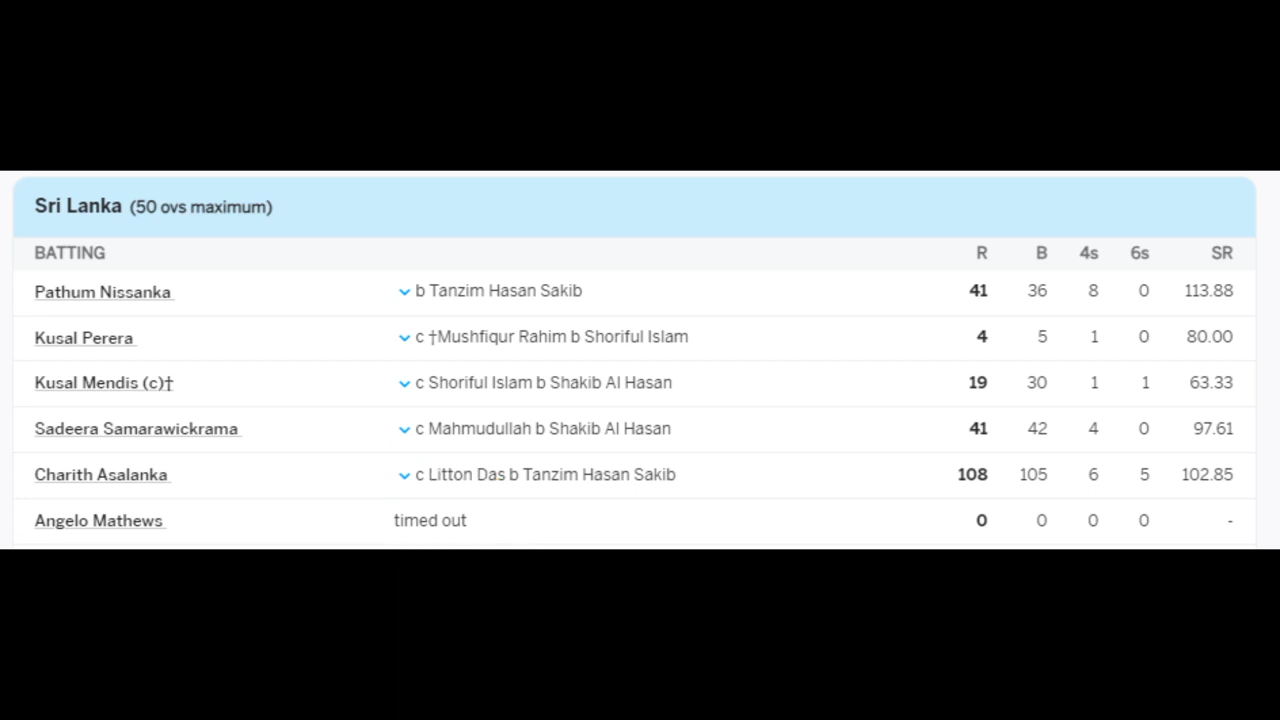 Sri Lanka (50 ovs maximum)
BATTING R B 4s 6s SR
Pathum Nissanka b Tanzim Hasan Sakib 41 36 8 0 113.88
Kusal Perera c †Mushfiqur Rahim b Shoriful Islam 4 5 1 0 80.00
Kusal Mendis (c)† c Shoriful Islam b Shakib Al Hasan 19 30 1 1 63.33
Sadeera Samarawickrama c Mahmudullah b Shakib Al Hasan 41 42 4 0 97.61
Charith Asalanka c Litton Das b Tanzim Hasan Sakib 108 105 6 5 102.85
Angelo Mathews timed out 0 0 0 0 -